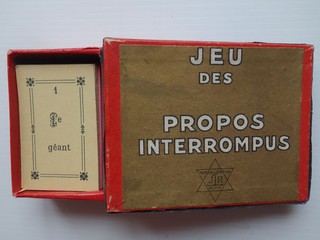 1
Le
géant
JEU
DES
PROPOS
INTERROMPUS